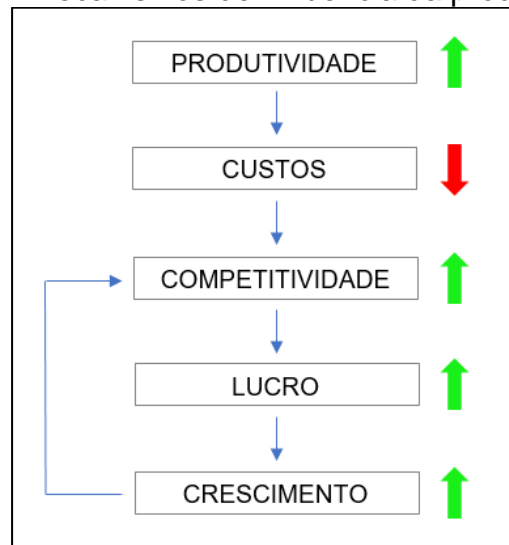 PRODUTIVIDADE
CUSTOS
COMPETITIVIDADE
LUCRO
CRESCIMENTO